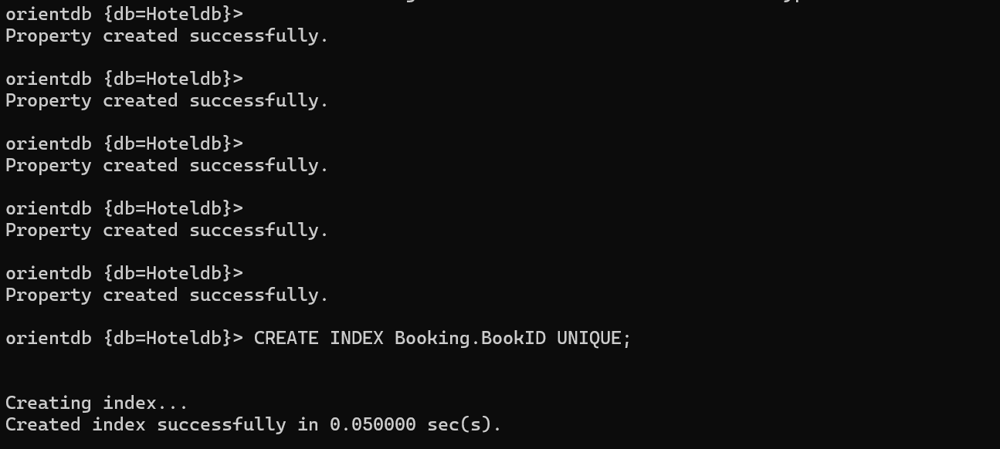 orientdb {db=Hoteldb}>
Property created successfully.
orientdb {db=Hoteldb}>
Property created successfully.
orientdb {db=Hoteldb}>
Property created successfully.
orientdb {db=Hoteldb}>
Property created successfully.
orientdb {db=Hoteldb}>
Property created successfully.
orientdb {db=Hoteldb}> CREATE INDEX Booking.BookID UNIQUE;
Creating index...
Created index successfully in 0.050000 sec(s).